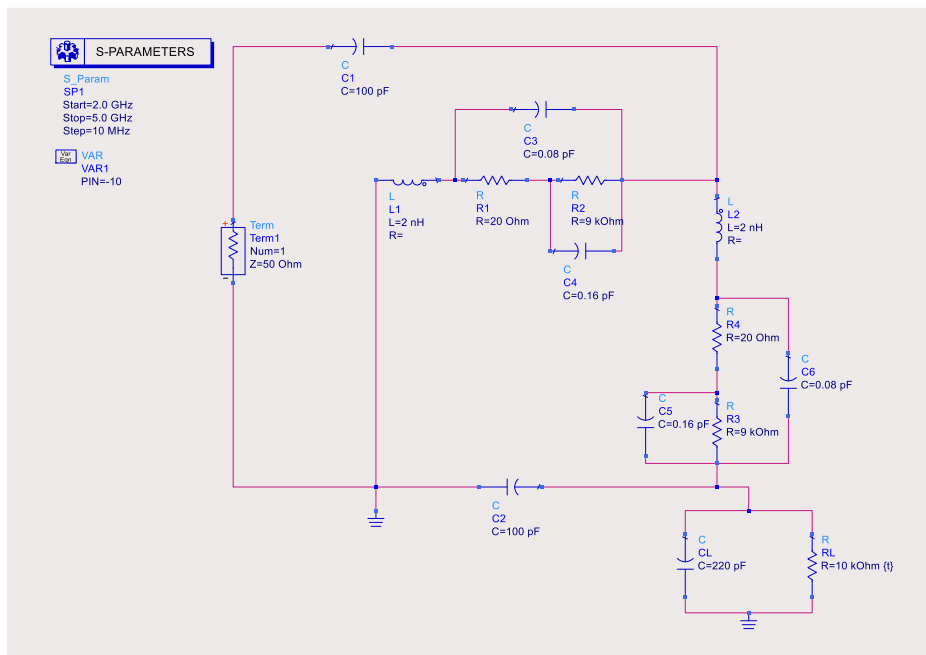 S-PARAMETERS
S_Param
SP1
Start=2.0 GHz
Stop=5.0 GHz
Step=10 MHz
Var
Eqn
VAR
VAR1
PIN=-10
C
C1
C=100 pF
C
C3
C=0.08 pF
L
L1
L=2 nH
R=
R
R1
R=20 Ohm
R
R2
R=9 kOhm
C
C4
C=0.16 pF
L
L2
L=2 nH
R=
+
Term
Term1
Num=1
Z=50 Ohm
-
R
R4
R=20 Ohm
C
C6
C=0.08 pF
C
C5
C=0.16 pF
R
R3
R=9 kOhm
C
C2
C=100 pF
C
CL
C=220 pF
R
RL
R=10 kOhm {t}